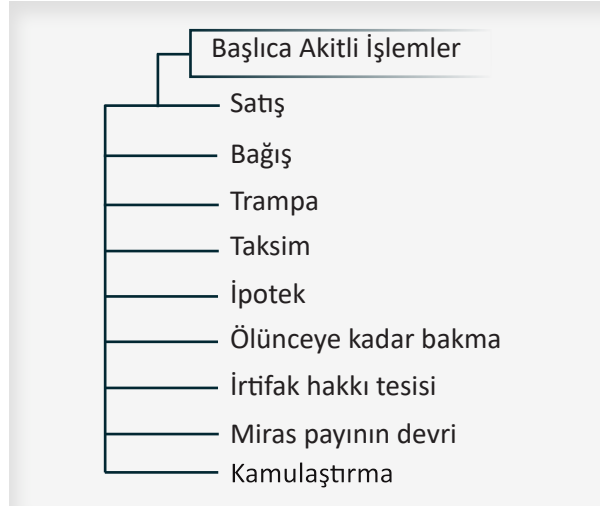 Başlıca Akitli İşlemler
Satış
Bağış
Trampa
Taksim
İpotek
Ölünceye kadar bakma
İrtifak hakkı tesisi
Miras payının devri
Kamulaştırma